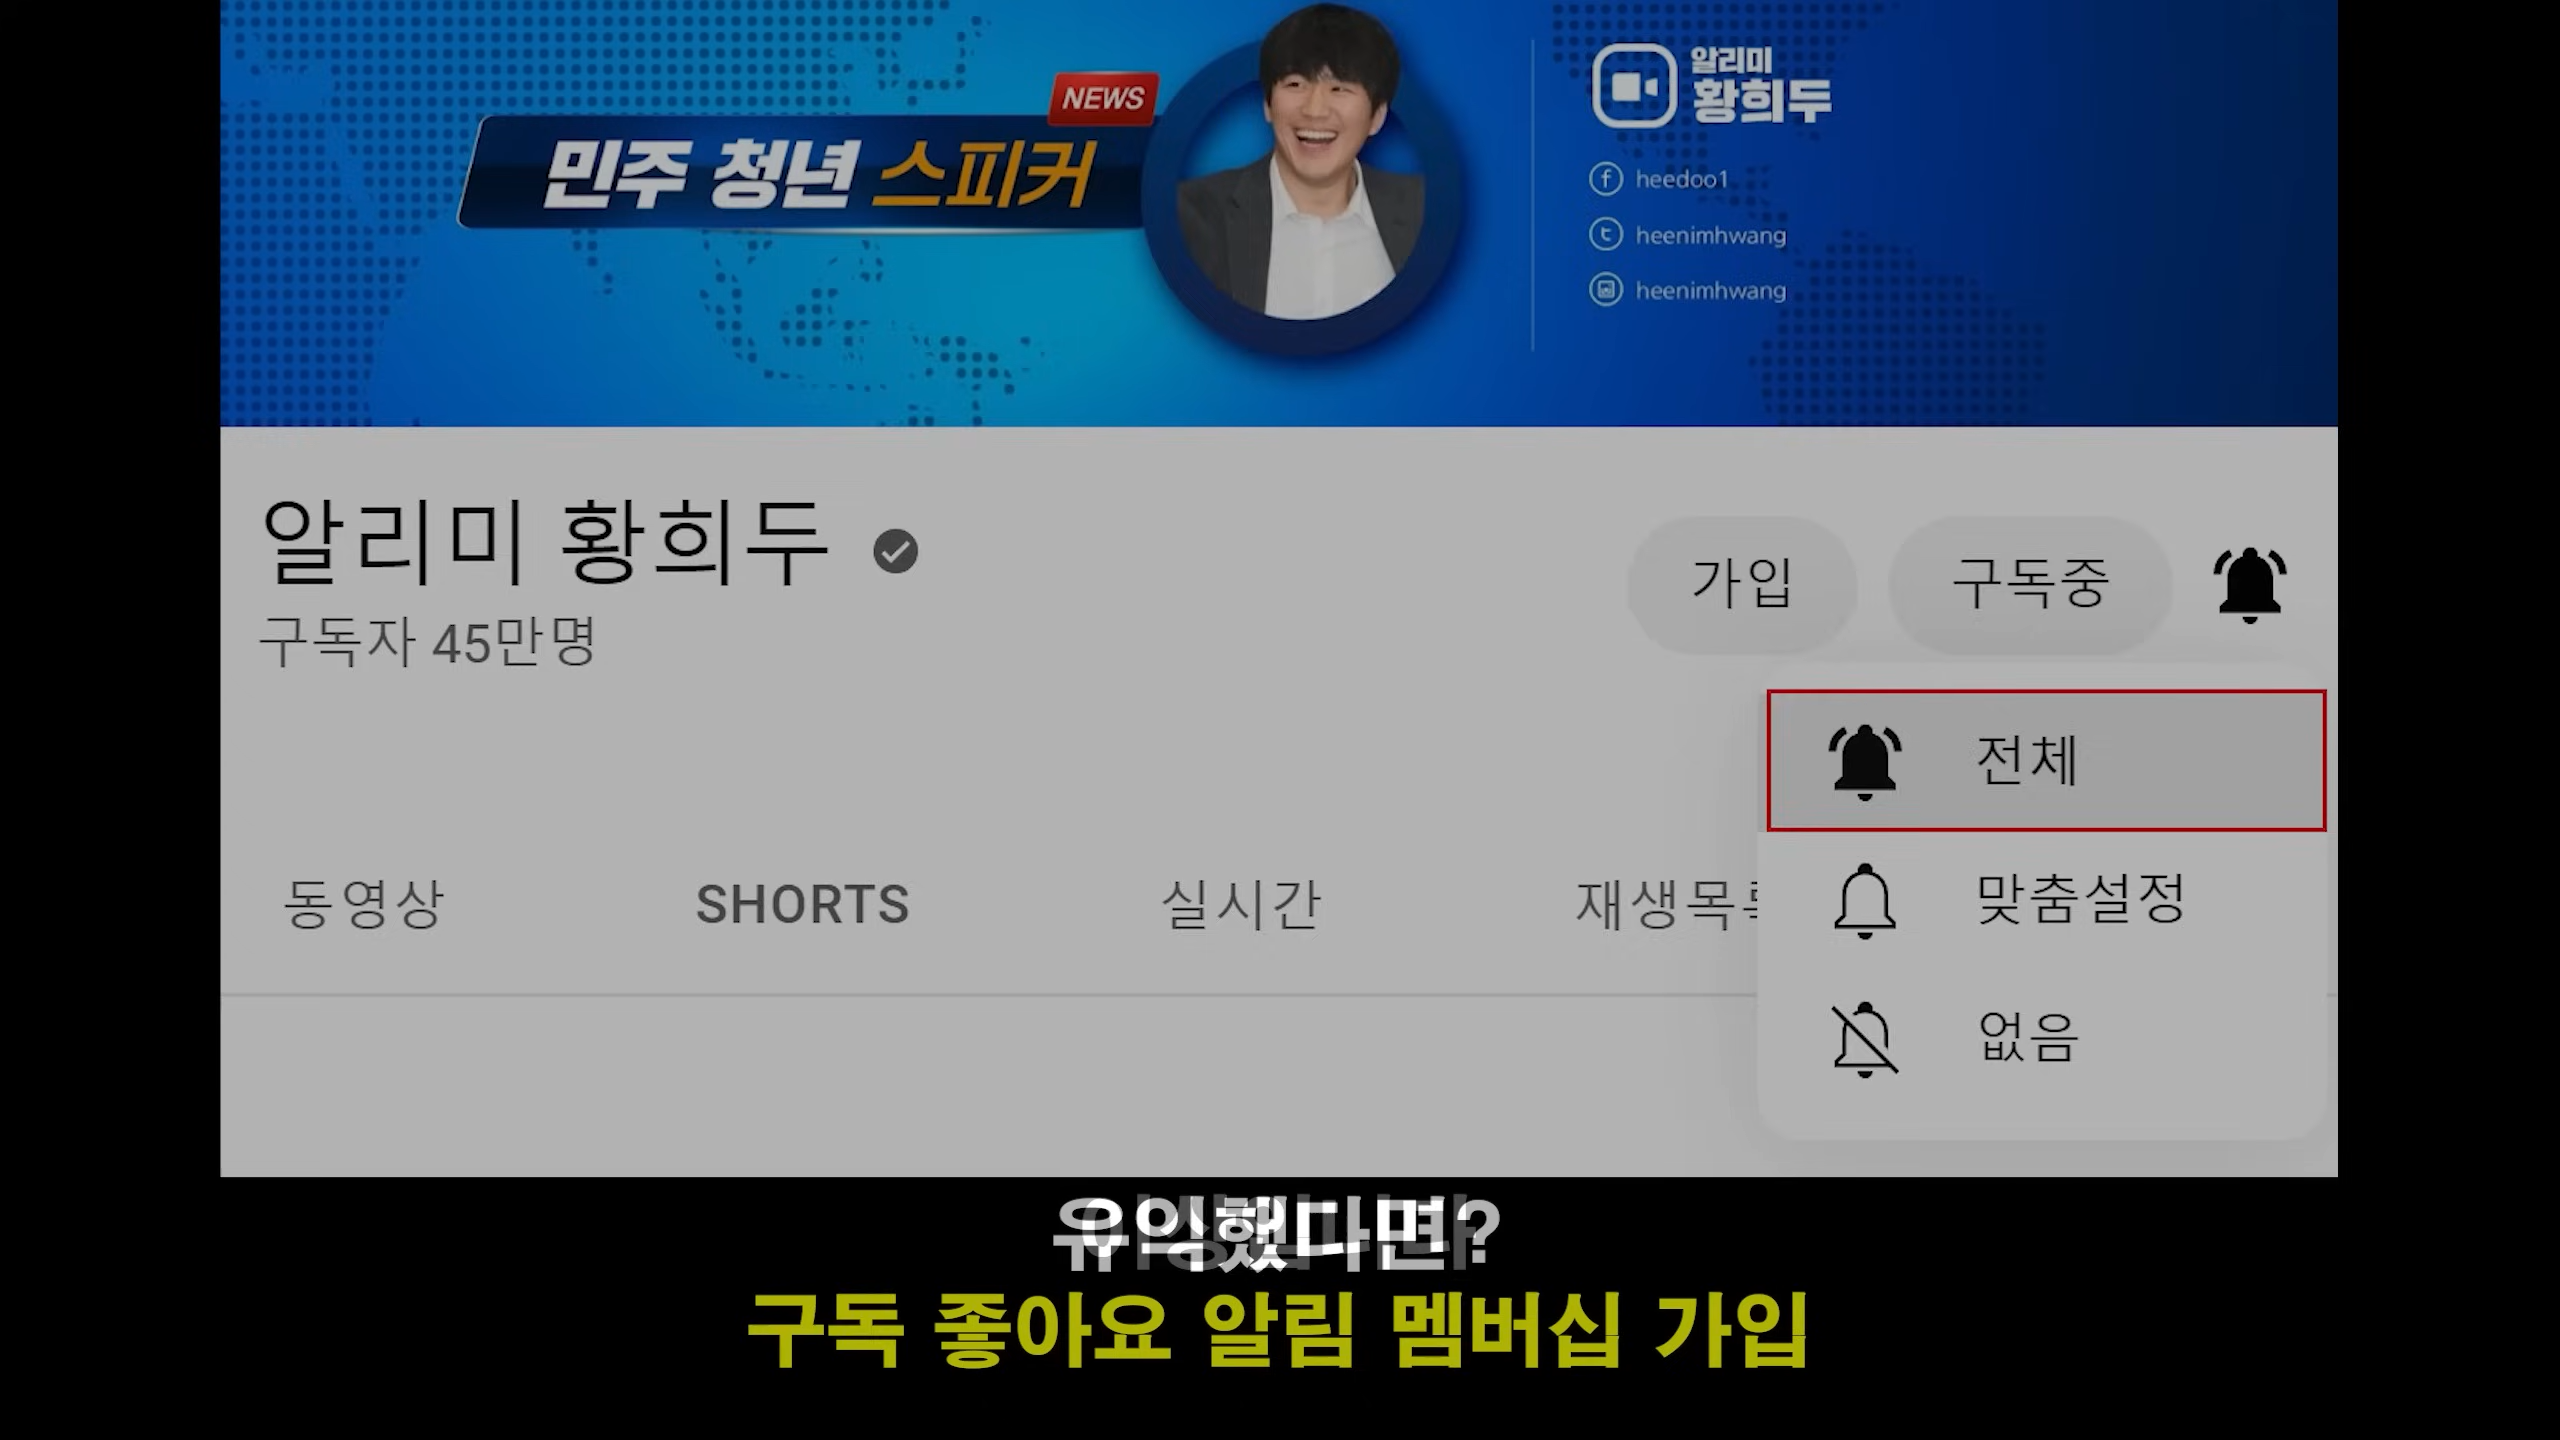 NEWS
민주 청년 스피커
알리미
황희두
heedoo1
heenimhwang
heenimhwang
알리미 황희두
구독자 45만명
가입
구독중
전체
맞춤설정
없음
동영상
SHORTS
실시간
재생목
유익했다면?
구독 좋아요 알림 멤버십 가입